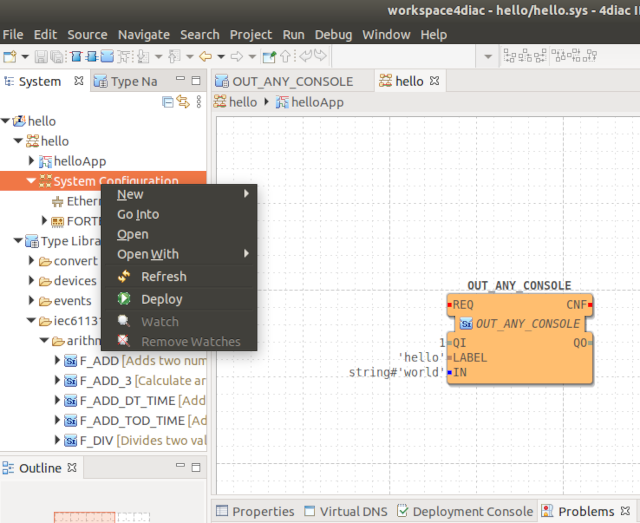 workspace4diac - hello/hello.sys - 4diac I
File Edit Source Navigate Search Project Run Debug Window Help
System Type Na
OUT_ANY_CONSOLE hello
hello helloApp
hello
hello
helloApp
System Configuration
Ethern
FORTE
Type Libra
convert
devices
events
iec6113
arithm
F_ADD [Adds two num
F_ADD_3 [Calculate ar
F_ADD_DT_TIME [Add
F_ADD_TOD_TIME [Ad
F_DIV [Divides two val
New
Go Into
Open
Open With
Refresh
Deploy
Watch
Remove Watches
OUT_ANY_CONSOLE
REQ CNF
OUT_ANY_CONSOLE
1 QI QO
'hello' LABEL
string#'world' IN
Outline
Properties Virtual DNS Deployment Console Problems